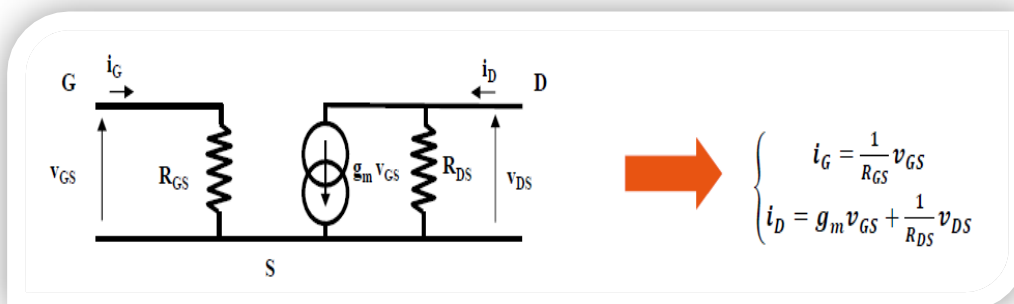 i_G
G
i_D
D
v_GS
R_GS
g_m v_GS
R_DS
v_DS
S
i_G = 1/R_GS v_GS
i_D = g_m v_GS + 1/R_DS v_DS